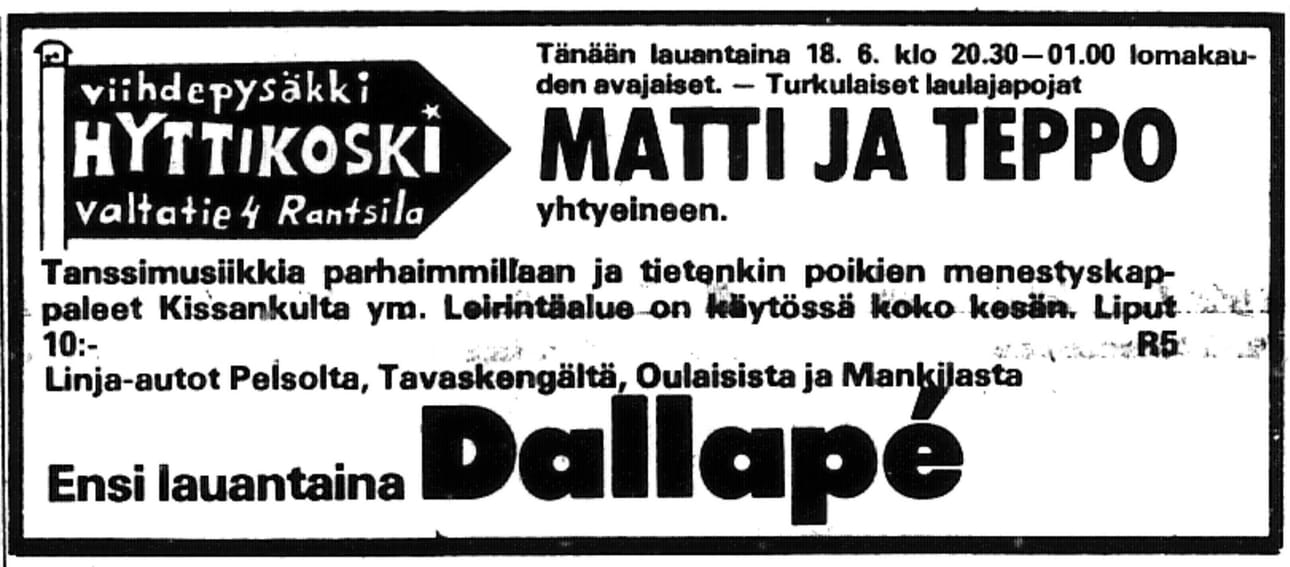 viihdepysäkki
HYTTIKOSKI
valtatie 4 Rantsila
Tänään lauantaina 18. 6. klo 20.30—01.00 lomakau-
den avajaiset. — Turkulaiset laulajapojat
MATTI JA TEPPO
yhtyeineen.
Tanssimusiikkia parhaimmillaan ja tietenkin poikien menestyskap-
paleet Kissankulta ym. Leirintäalue on käytössä koko kesän. Liput
10:- R5
Linja-autot Pelsolta, Tavaskengältä, Oulaisista ja Mankilasta
Ensi lauantaina Dallapé